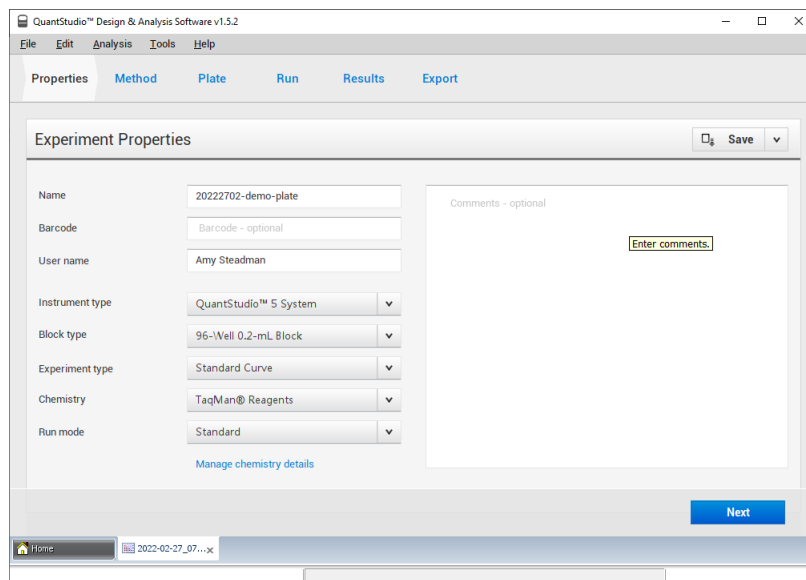 QuantStudio™ Design & Analysis Software v1.5.2
File Edit Analysis Tools Help
Properties Method Plate Run Results Export
Experiment Properties
Save
Name 20222702-demo-plate
Comments - optional
Barcode Barcode - optional
Enter comments.
User name Amy Steadman
Instrument type QuantStudio™ 5 System
Block type 96-Well 0.2-mL Block
Experiment type Standard Curve
Chemistry TaqMan® Reagents
Run mode Standard
Manage chemistry details
Next
Home 2022-02-27_07...